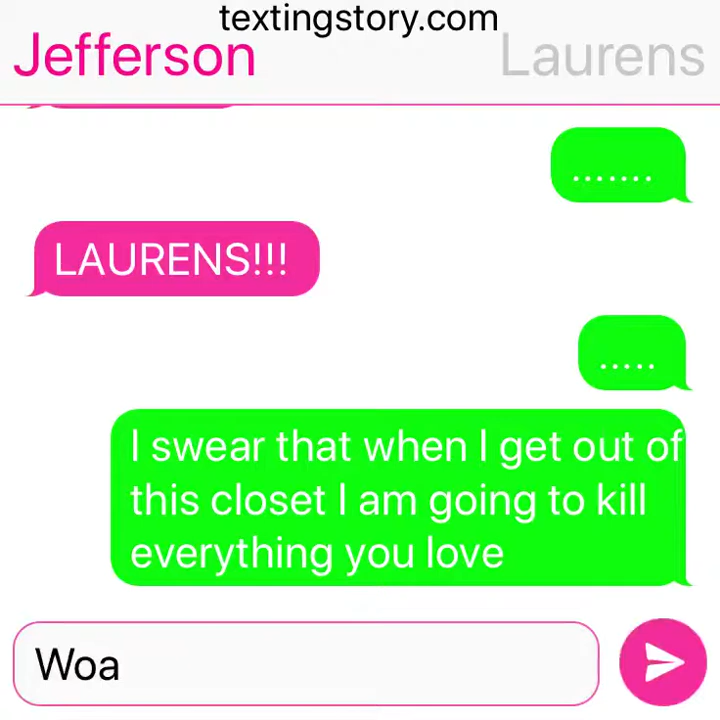 textingstory.com
Jefferson Laurens
.......
LAURENS!!!
.....
I swear that when I get out of
this closet I am going to kill
everything you love
Woa